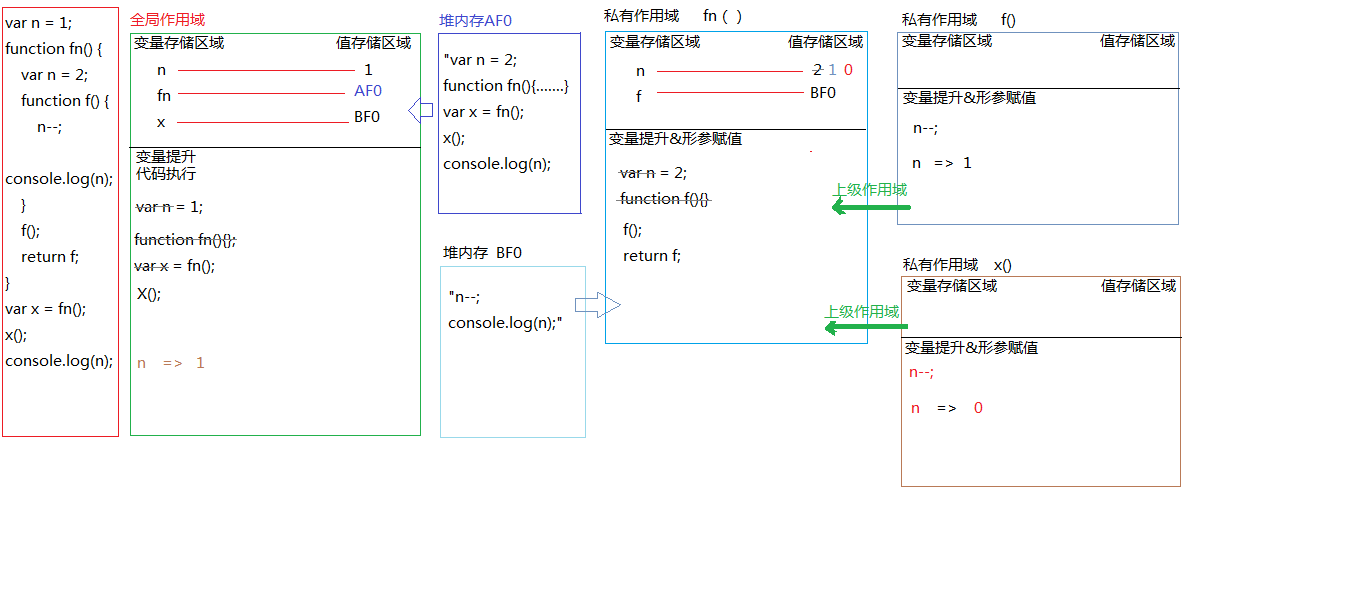 var n = 1;
function fn() {
var n = 2;
function f() {
n--;
console.log(n);
}
f();
return f;
}
var x = fn();
x();
console.log(n);
全局作用域
变量存储区域 值存储区域
n 1
fn AF0
x BF0
变量提升
代码执行
var n = 1;
function fn(){};
var x = fn();
X();
n => 1
堆内存AF0
"var n = 2;
function fn(){.......}
var x = fn();
x();
console.log(n);
堆内存 BF0
"n--;
console.log(n);"
私有作用域 fn ( )
变量存储区域 值存储区域
n 2 1 0
f BF0
变量提升&形参赋值
var n = 2;
function f(){}
f();
return f;
上级作用域
上级作用域
私有作用域 f()
变量存储区域 值存储区域
变量提升&形参赋值
n--;
n => 1
私有作用域 x()
变量存储区域 值存储区域
变量提升&形参赋值
n--;
n => 0